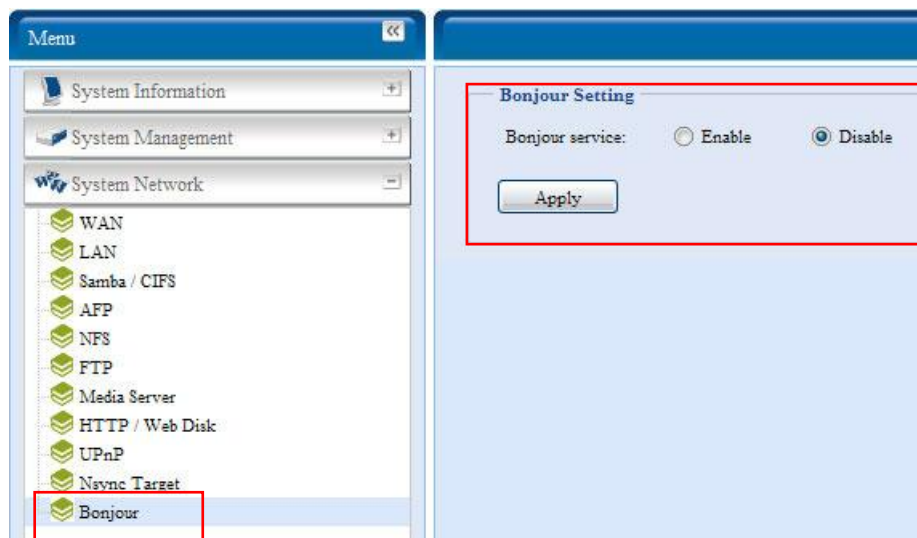 Menu
System Information
System Management
System Network
WAN
LAN
Samba / CIFS
AFP
NFS
FTP
Media Server
HTTP / Web Disk
UPnP
Nsync Target
Bonjour
Bonjour Setting
Bonjour service: Enable Disable
Apply